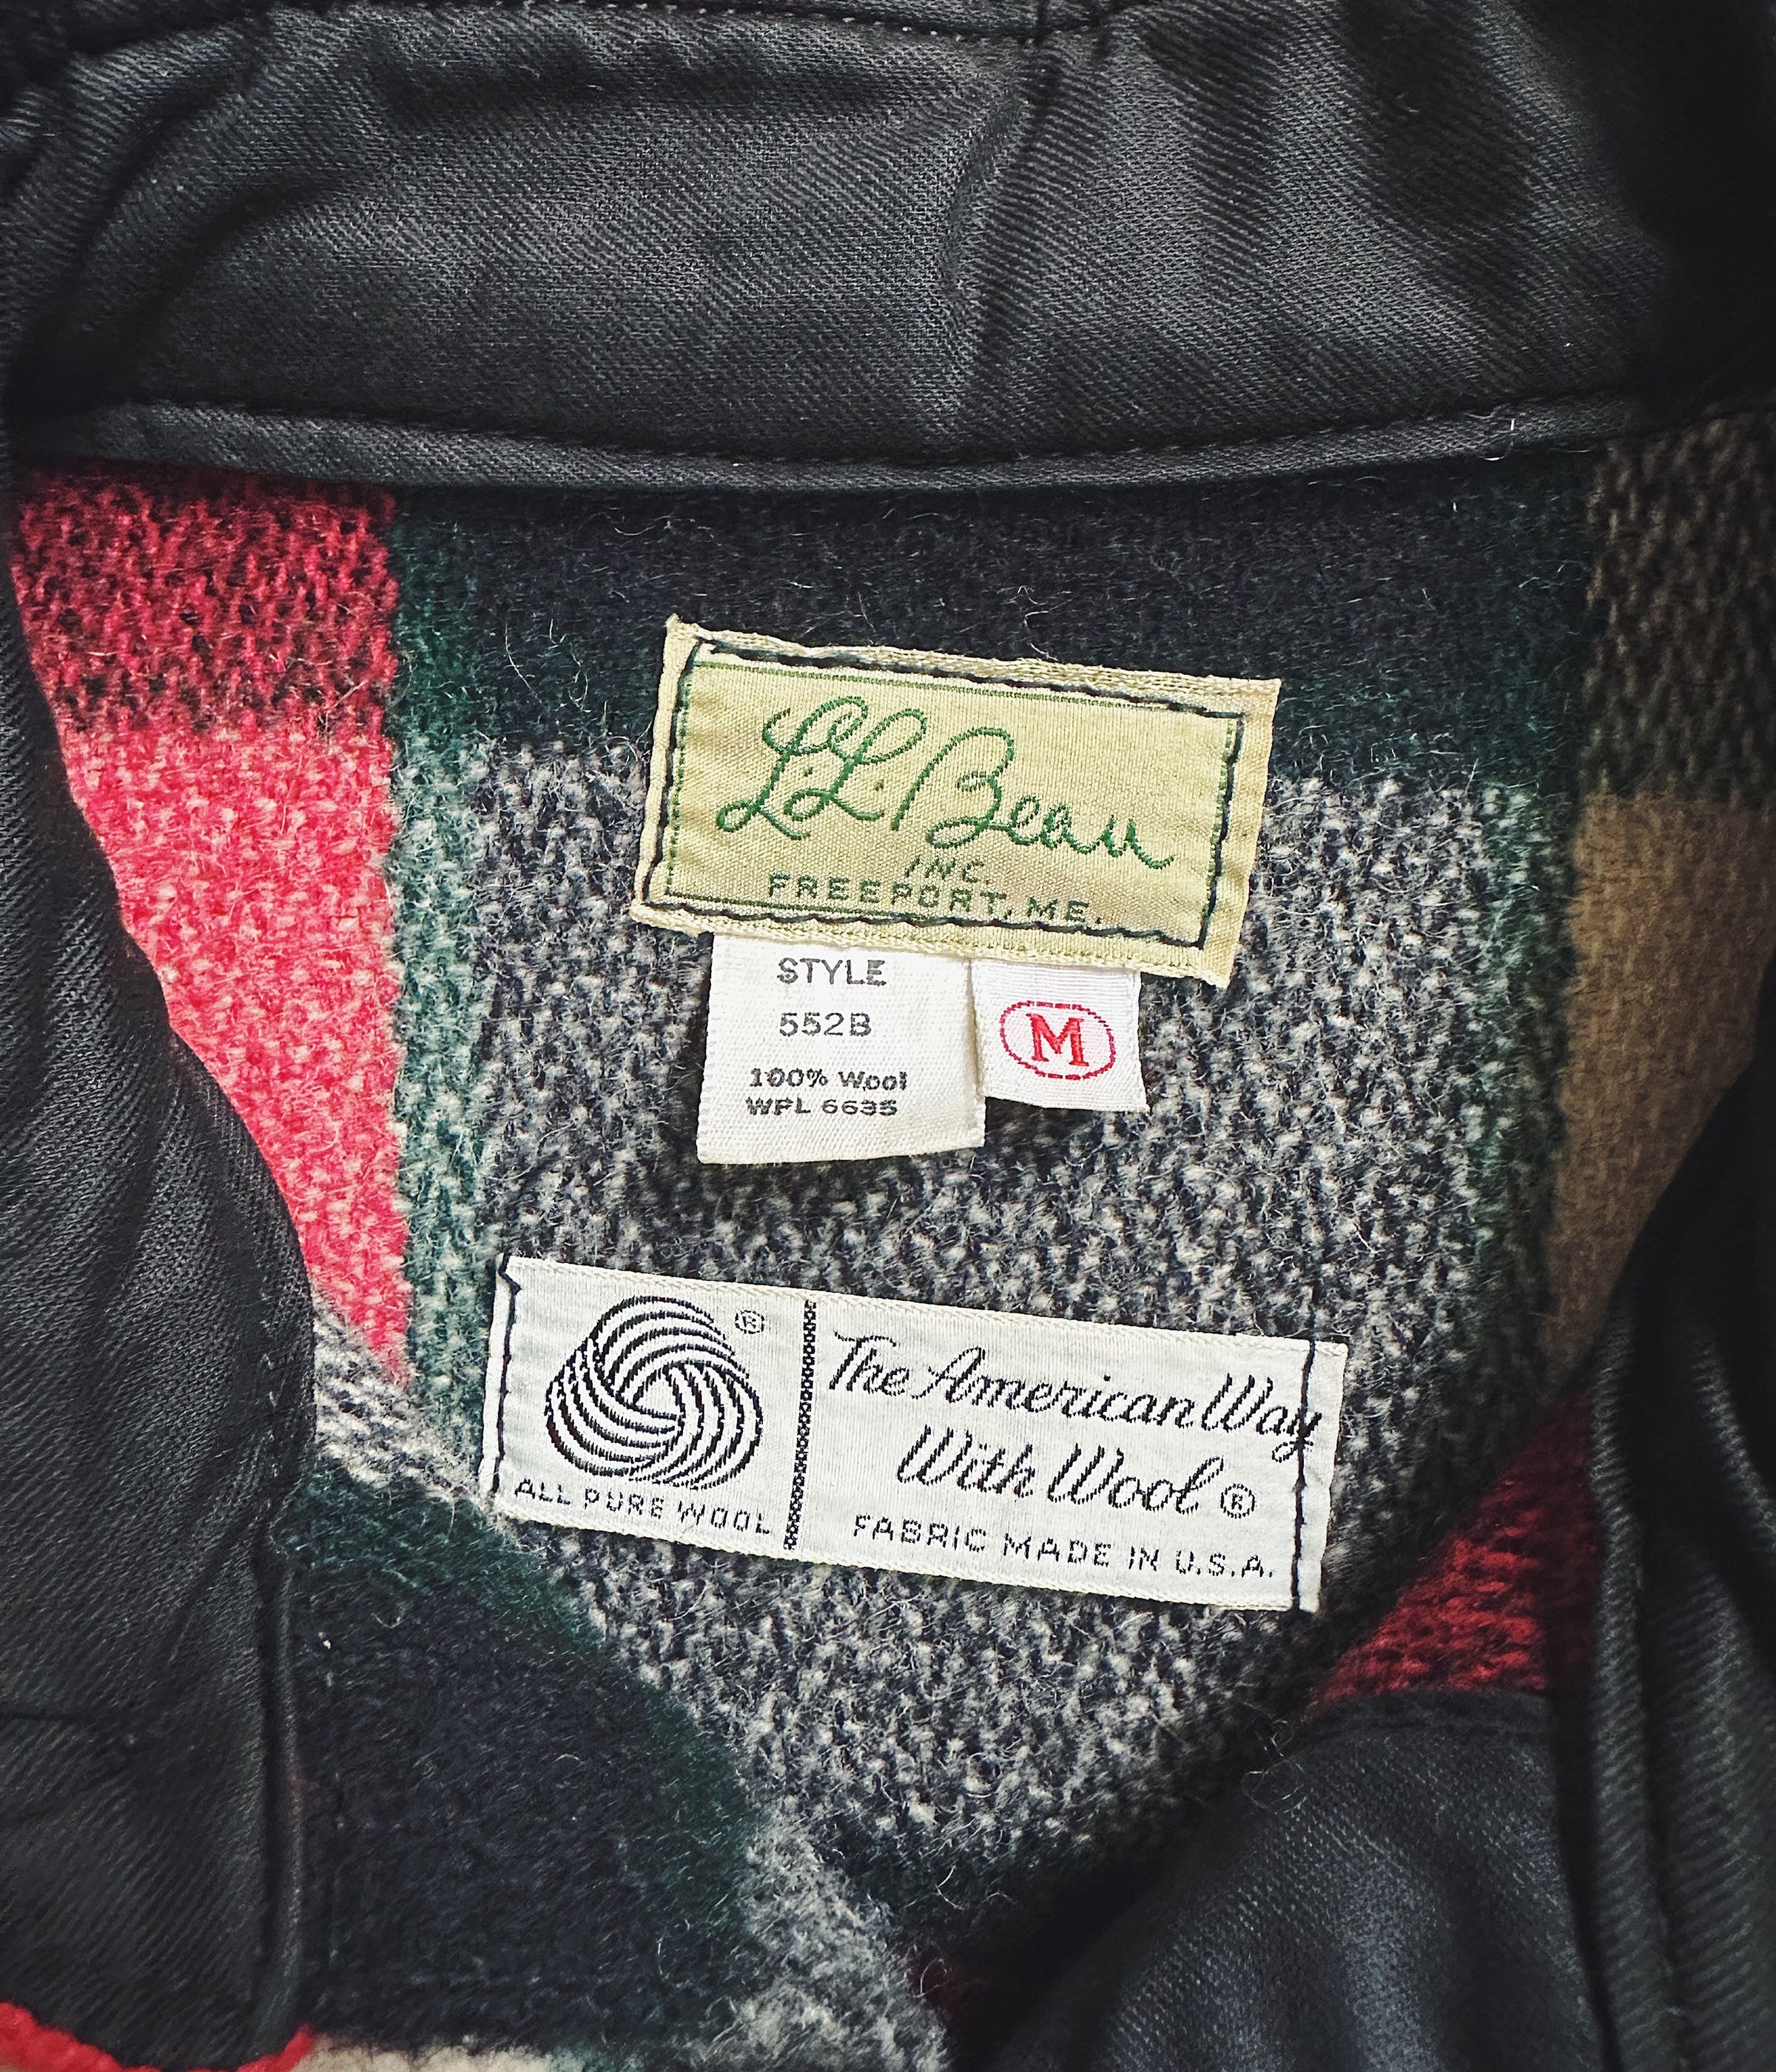 L.L. Bean
INC.
FREEPORT, ME.
STYLE
552B
100% Wool
WPL 6635
M
®
ALL PURE WOOL
The American Way
With Wool ®
FABRIC MADE IN U.S.A.